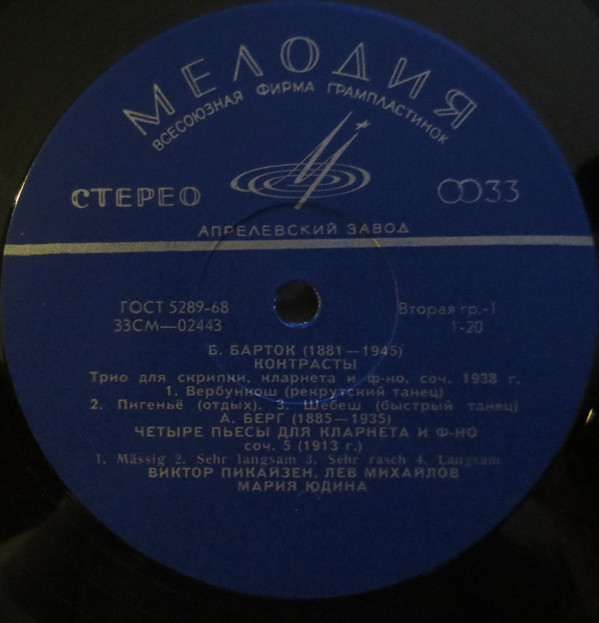 МЕЛОДИЯ
ВСЕСОЮЗНАЯ ФИРМА ГРАМПЛАСТИНОК
СТЕРЕО 33
АПРЕЛЕВСКИЙ ЗАВОД
ГОСТ 5289-68 Вторая гр.-1
33СМ—02443 1-20
Б. БАРТОК (1881—1945)
КОНТРАСТЫ
Трио для скрипки, кларнета и ф-но, соч. 1938 г.
1. Вербункош (рекрутский танец)
2. Пигеньё (отдых). 3. Шебеш (быстрый танец)
А. БЕРГ (1885—1935)
ЧЕТЫРЕ ПЬЕСЫ ДЛЯ КЛАРНЕТА И Ф-НО
соч. 5 (1913 г.)
1. Mässig 2. Sehr langsam 3. Sehr rasch 4. Langsam
ВИКТОР ПИКАЙЗЕН, ЛЕВ МИХАЙЛОВ
МАРИЯ ЮДИНА